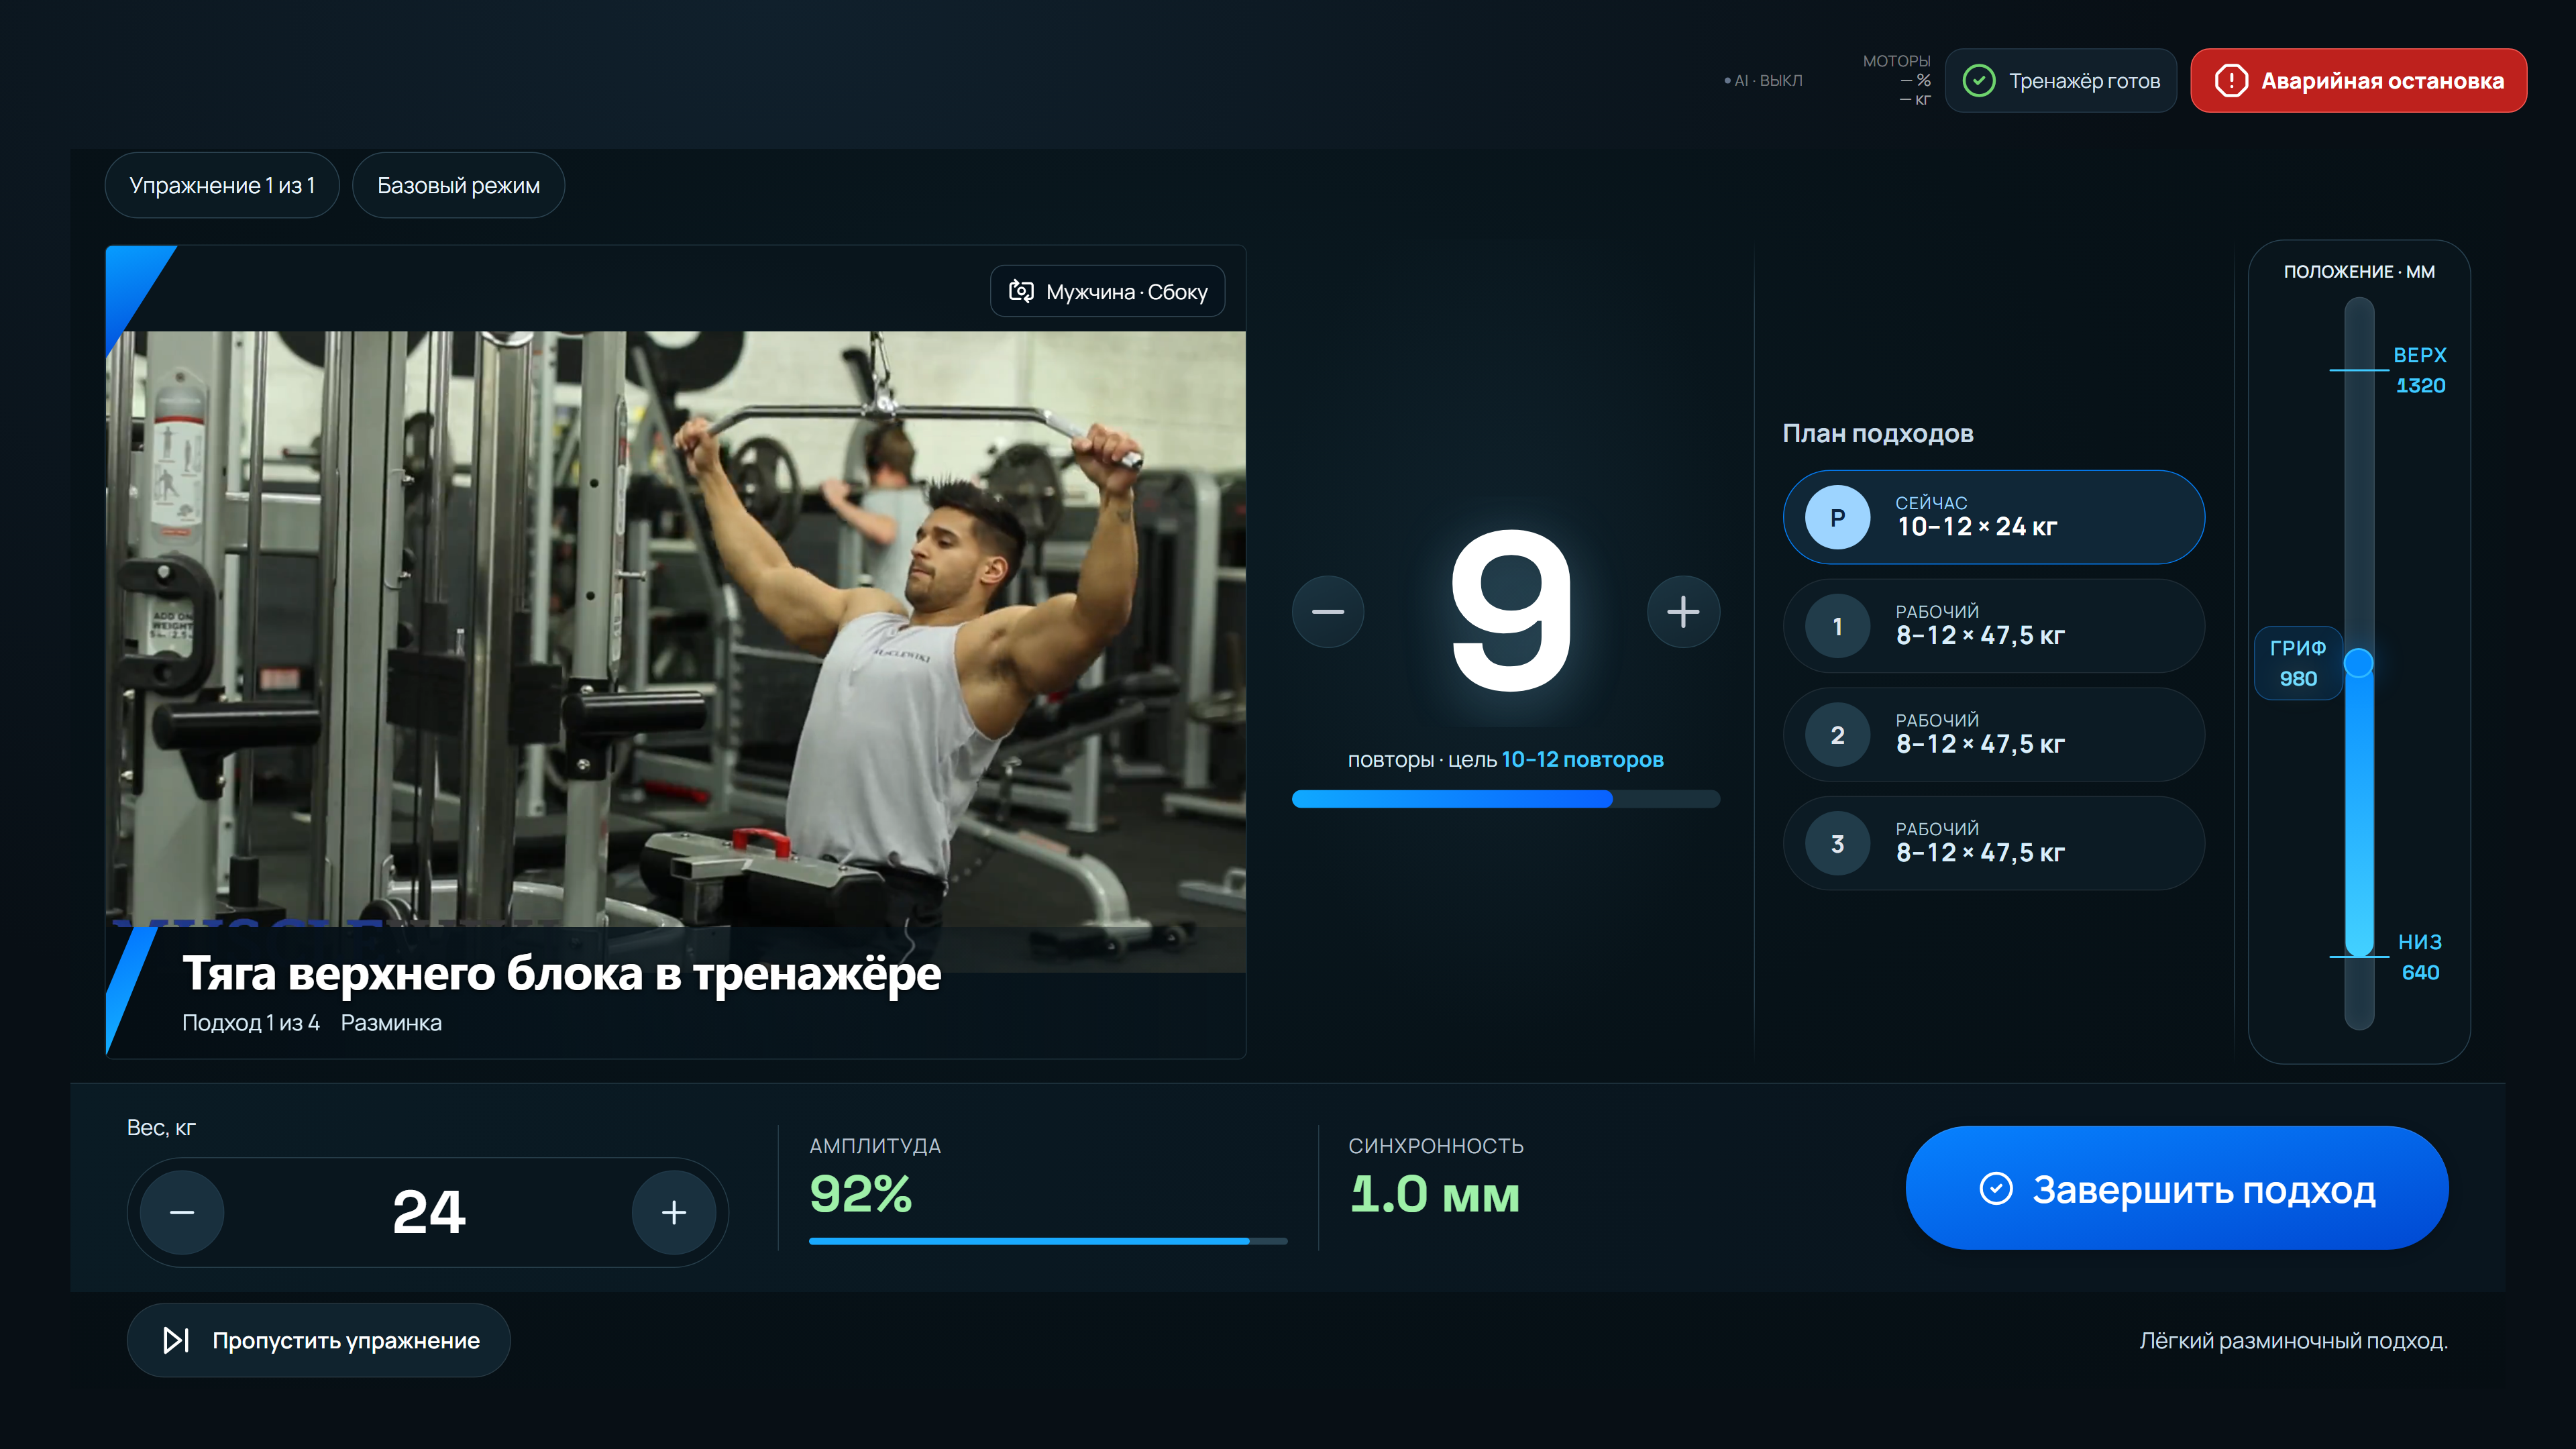 AI · ВЫКЛ
МОТОРЫ
— %
— кг
Тренажёр готов
Аварийная остановка
Упражнение 1 из 1
Базовый режим
Мужчина · Сбоку
ADD ON
WEIGHT
Тяга верхнего блока в тренажёре
Подход 1 из 4 Разминка
9
повторы · цель 10–12 повторов
План подходов
Р
СЕЙЧАС
10–12 × 24 кг
1
РАБОЧИЙ
8–12 × 47,5 кг
2
РАБОЧИЙ
8–12 × 47,5 кг
3
РАБОЧИЙ
8–12 × 47,5 кг
ПОЛОЖЕНИЕ · ММ
ВЕРХ
1320
ГРИФ
980
НИЗ
640
Вес, кг
24
АМПЛИТУДА
92%
СИНХРОННОСТЬ
1.0 мм
Завершить подход
Пропустить упражнение
Лёгкий разминочный подход.